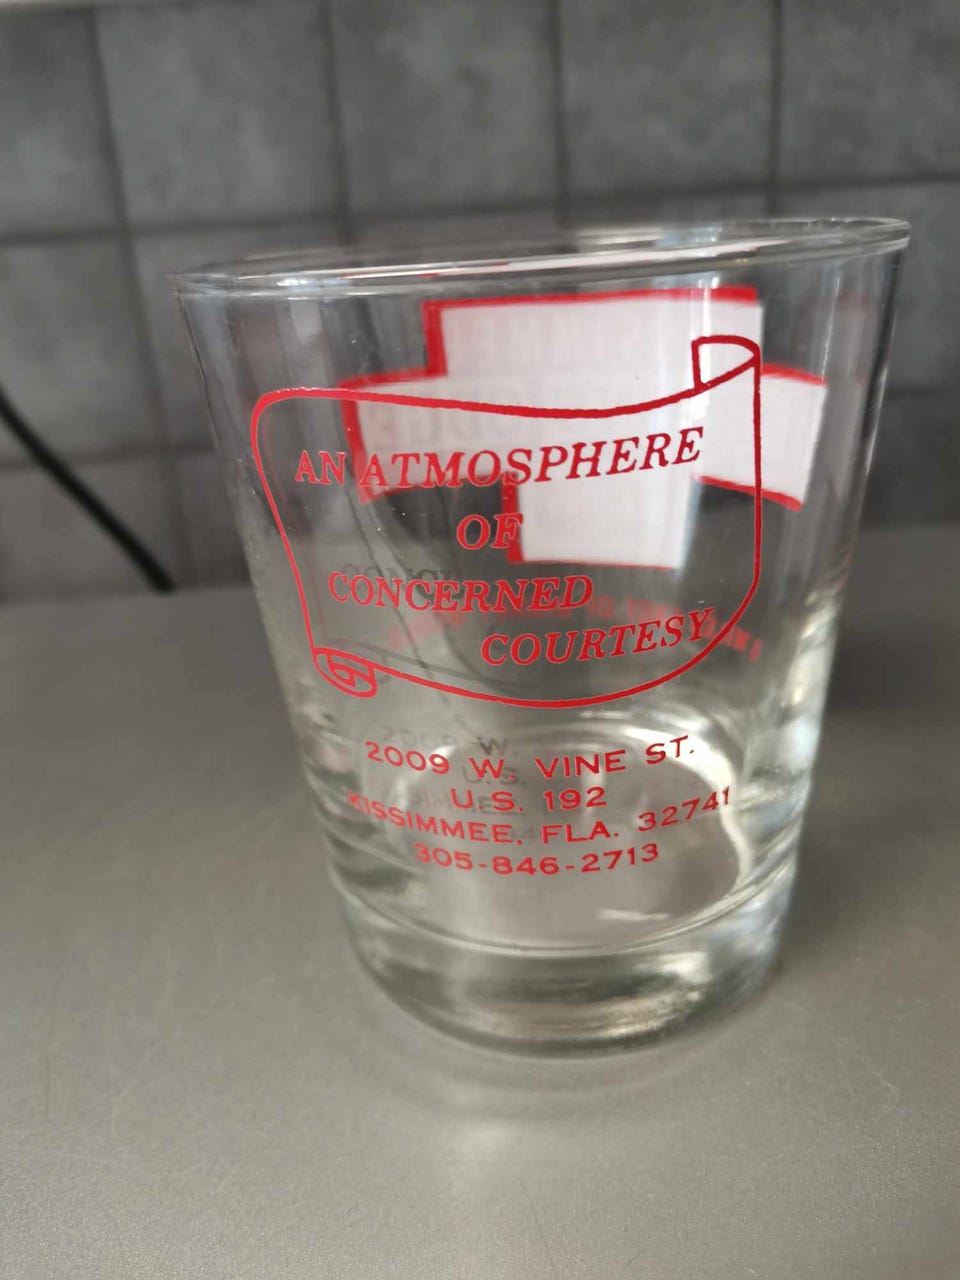 AN ATMOSPHERE
OF
CONCERNED
COURTESY
2009 W. VINE ST.
U.S. 192
KISSIMMEE, FLA. 32741
305-846-2713